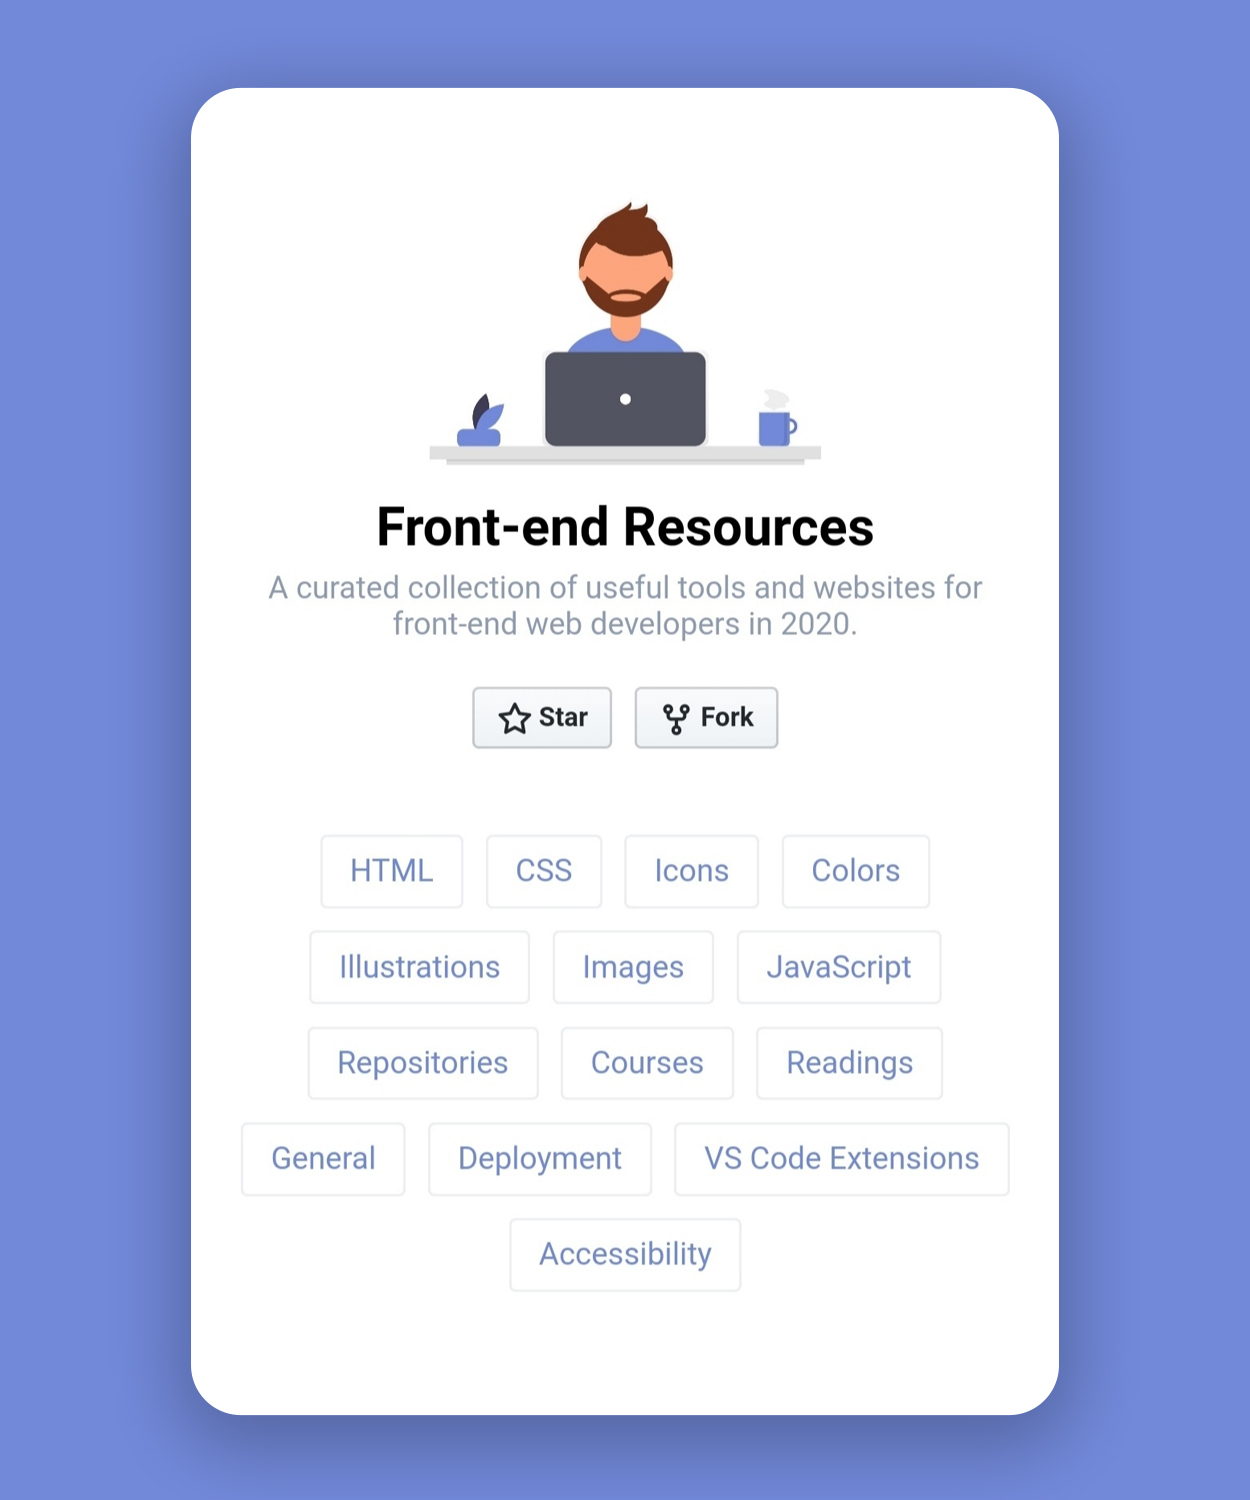 Front-end Resources
A curated collection of useful tools and websites for
front-end web developers in 2020.
Star Fork
HTML CSS Icons Colors
Illustrations Images JavaScript
Repositories Courses Readings
General Deployment VS Code Extensions
Accessibility